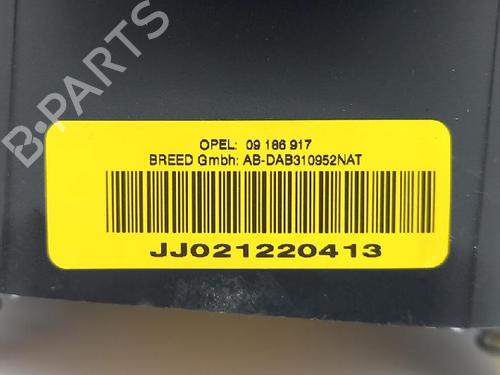 B-PARTS
OPEL: 09 186 917
BREED Gmbh: AB-DAB310952NAT
JJ021220413